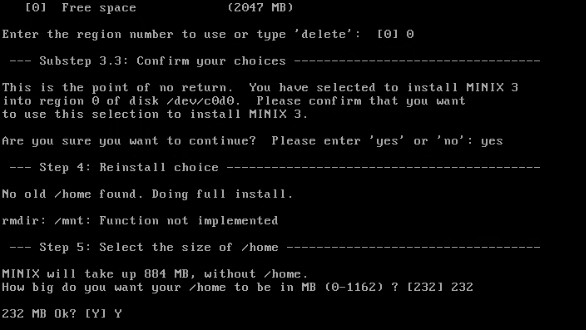 [0]  Free space            (2047 MB)
Enter the region number to use or type 'delete':  [0] 0
--- Substep 3.3: Confirm your choices --------------------------------
This is the point of no return.  You have selected to install MINIX 3
into region 0 of disk /dev/c0d0.  Please confirm that you want
to use this selection to install MINIX 3.
Are you sure you want to continue?  Please enter 'yes' or 'no': yes
--- Step 4: Reinstall choice -----------------------------------------
No old /home found. Doing full install.
rmdir: /mnt: Function not implemented
--- Step 5: Select the size of /home ---------------------------------
MINIX will take up 884 MB, without /home.
How big do you want your /home to be in MB (0-1162) ? [232] 232
232 MB Ok? [Y] Y